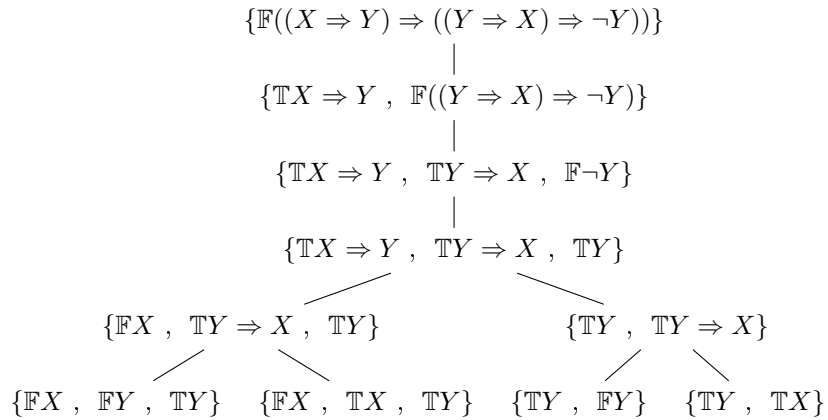 {𝔽((X ⇒ Y) ⇒ ((Y ⇒ X) ⇒ ¬Y))}
{𝕋X ⇒ Y , 𝔽((Y ⇒ X) ⇒ ¬Y)}
{𝕋X ⇒ Y , 𝕋Y ⇒ X , 𝔽¬Y}
{𝕋X ⇒ Y , 𝕋Y ⇒ X , 𝕋Y}
{𝔽X , 𝕋Y ⇒ X , 𝕋Y} {𝕋Y , 𝕋Y ⇒ X}
{𝔽X , 𝔽Y , 𝕋Y} {𝔽X , 𝕋X , 𝕋Y} {𝕋Y , 𝔽Y} {𝕋Y , 𝕋X}